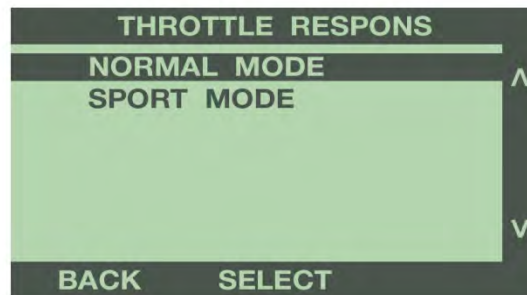 THROTTLE RESPONS
NORMAL MODE
SPORT MODE
BACK SELECT